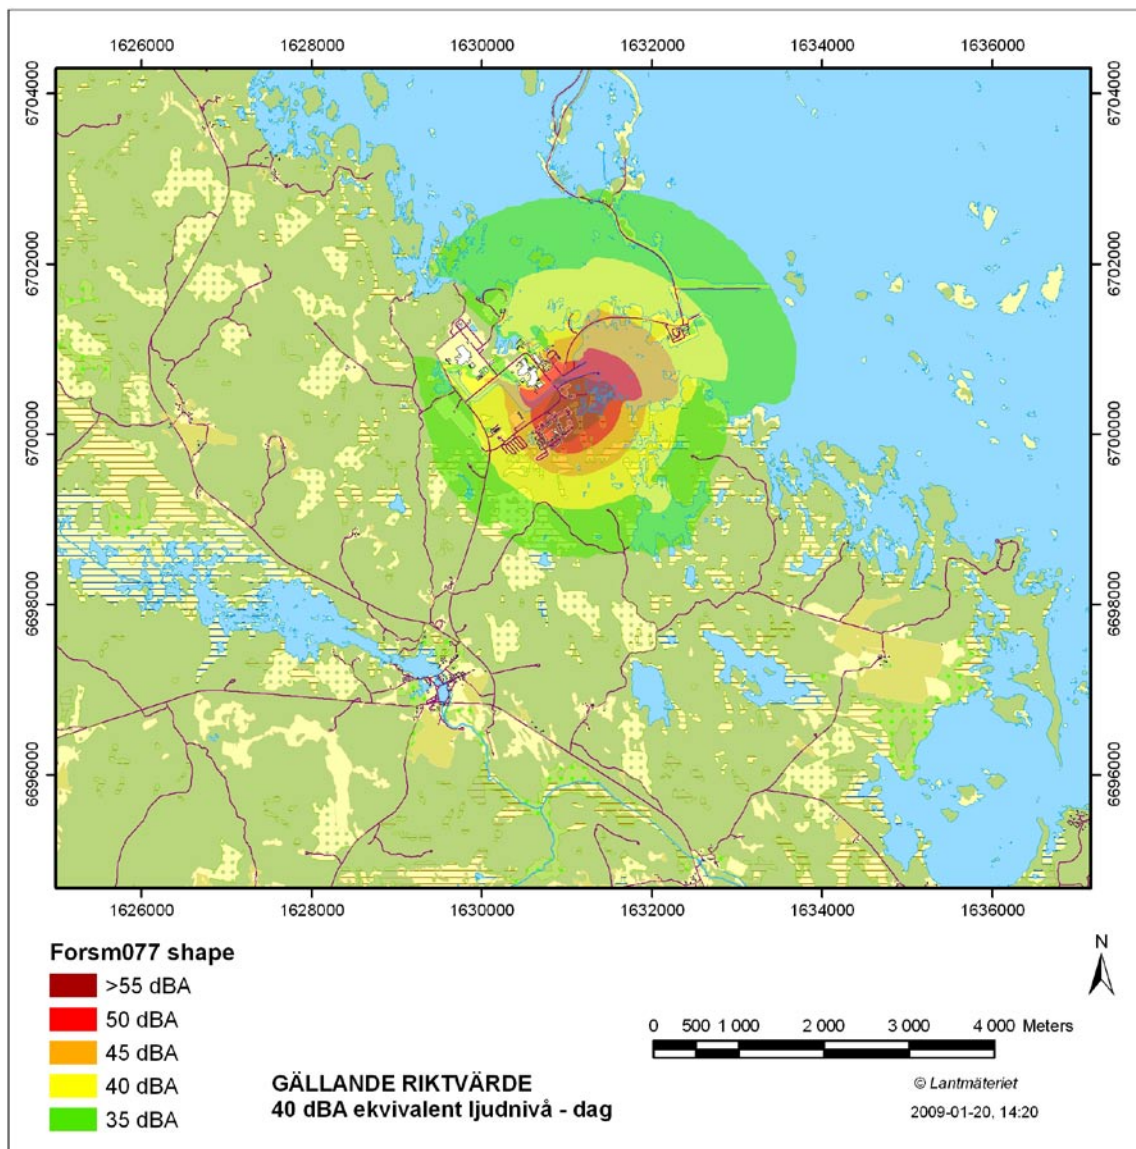 1626000 1628000 1630000 1632000 1634000 1636000
6704000 6704000
6702000 6702000
6700000 6700000
6698000 6698000
6696000 6696000
1626000 1628000 1630000 1632000 1634000 1636000
Forsm077 shape
>55 dBA
50 dBA
45 dBA
40 dBA
35 dBA
GÄLLANDE RIKTVÄRDE
40 dBA ekvivalent ljudnivå - dag
N
0 500 1 000 2 000 3 000 4 000 Meters
© Lantmäteriet
2009-01-20, 14:20